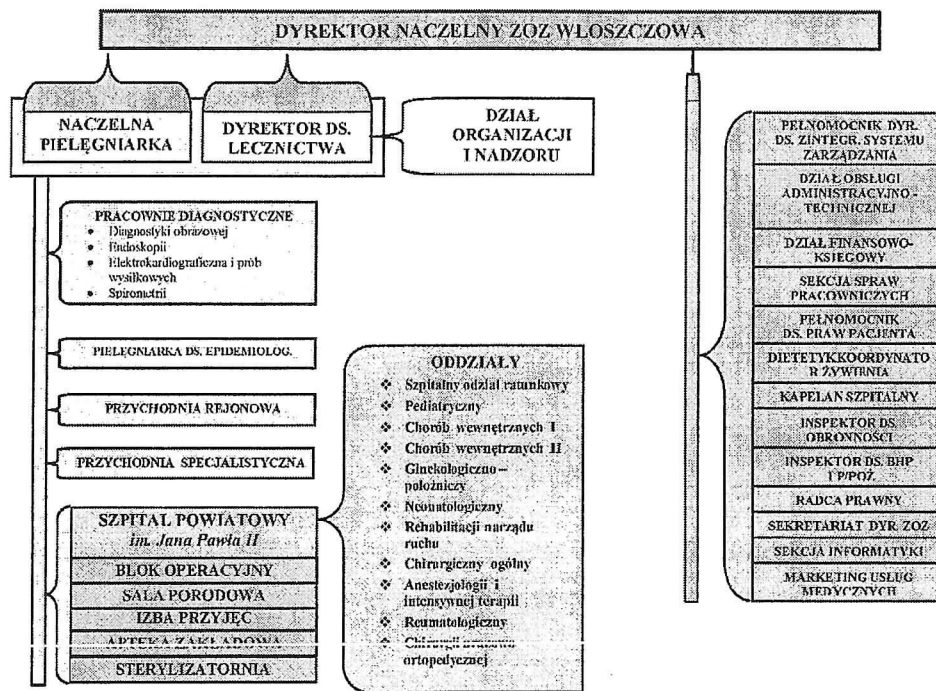 DYREKTOR NACZELNY ZOZ WŁOSZCZOWA
NACZELNA
PIELĘGNIARKA
DYREKTOR DS.
LECZNICTWA
DZIAŁ
ORGANIZACJI
I NADZORU
PRACOWNIE DIAGNOSTYCZNE
• Diagnostyki obrazowej
• Endoskopii
• Elektrokardiograficzna i prób
wysiłkowych
• Spirometrii
PIELĘGNIARKA DS. EPIDEMIOLOG.
PRZYCHODNIA REJONOWA
PRZYCHODNIA SPECJALISTYCZNA
SZPITAL POWIATOWY
im. Jana Pawła II
BLOK OPERACYJNY
SALA PORODOWA
IZBA PRZYJĘĆ
APTEKA ZAKŁADOWA
STERYLIZATORNIA
ODDZIAŁY
❖ Szpitalny odział ratunkowy
❖ Pediatryczny
❖ Chorób wewnętrznych I
❖ Chorób wewnętrznych II
❖ Ginekologiczno –
położniczy
❖ Neonatologiczny
❖ Rehabilitacji narządu
ruchu
❖ Chirurgiczny ogólny
❖ Anestezjologii i
intensywnej terapii
❖ Reumatologiczny
❖ Chirurgii urazowo
ortopedycznej
PEŁNOMOCNIK DYR.
DS. ZINTEGR. SYSTEMU
ZARZĄDZANIA
DZIAŁ OBSŁUGI
ADMINISTRACYJNO -
TECHNICZNEJ
DZIAŁ FINANSOWO-
KSIĘGOWY
SEKCJA SPRAW
PRACOWNICZYCH
PEŁNOMOCNIK
DS. PRAW PACJENTA
DIETETYKKOORDYNATO
R ŻYWIENIA
KAPELAN SZPITALNY
INSPEKTOR DS.
OBRONNOŚCI
INSPEKTOR DS. BHP
I P/POŻ
RADCA PRAWNY
SEKRETARIAT DYR. ZOZ
SEKCJA INFORMATYKI
MARKETING USŁUG
MEDYCZNYCH